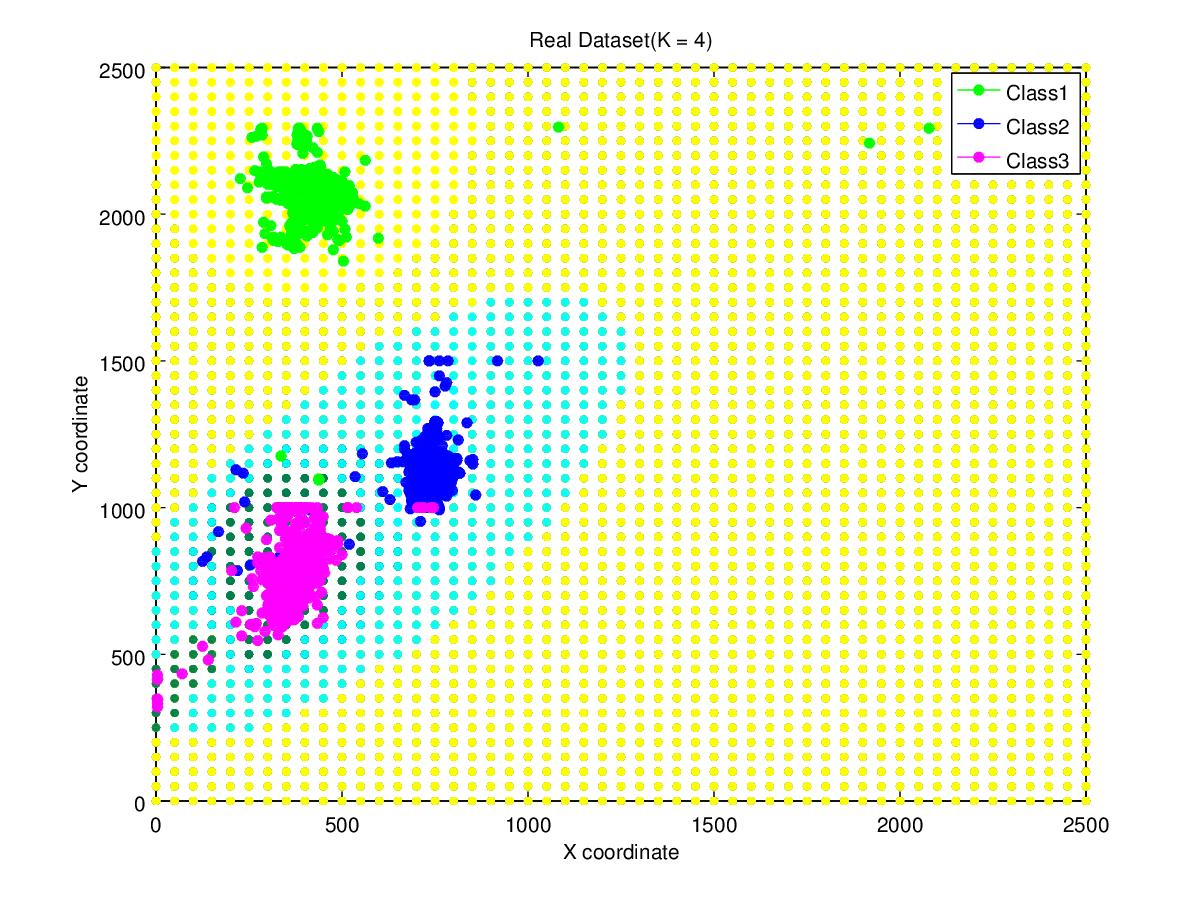 Real Dataset(K = 4)
2500
2000
1500
1000
500
0
Y coordinate
Class1
Class2
Class3
0 500 1000 1500 2000 2500
X coordinate